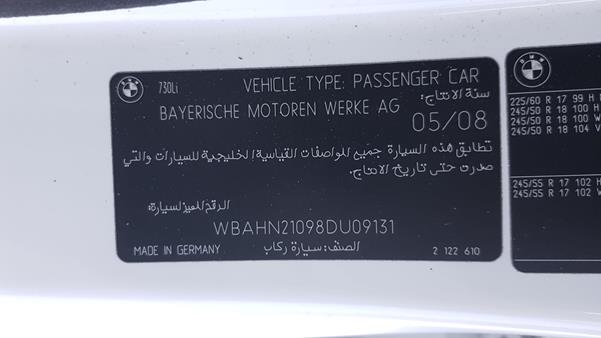 BMW
730Li
VEHICLE TYPE: PASSENGER CAR
سنة الانتاج:
BAYERISCHE MOTOREN WERKE AG
05/08
تطابق هذه السيارة جميع المواصفات القياسية الخليجية للسيارات والتي
صدرت حتى تاريخ الانتاج.
الرقم المميز لسيارة:
WBAHN21098DU09131
MADE IN GERMANY
الصنف: سيارة ركاب
2 122 610
BMW
225/60 R 17 99 H
245/50 R 18 100 H
245/50 R 18 100 W
245/50 R 18 104 V
245/55 R 17 102 H
245/55 R 17 102 W